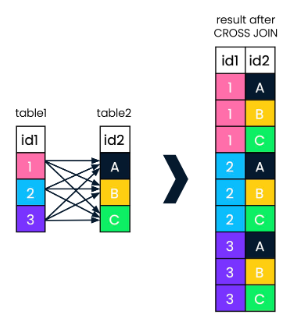 result after
CROSS JOIN
id1 id2
1 A
1 B
1 C
2 A
2 B
2 C
3 A
3 B
3 C
table1 table2
id1 id2
1 A
2 B
3 C